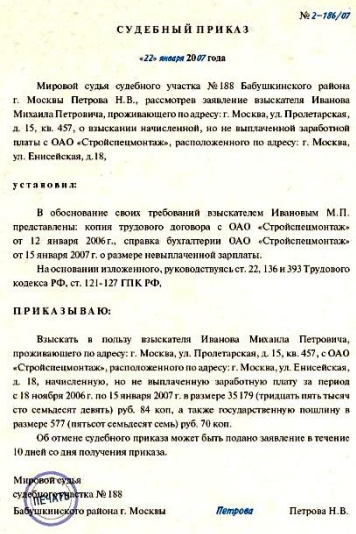 № 2–186/07
СУДЕБНЫЙ ПРИКАЗ
«22» января 2007 года
Мировой судья судебного участка №188 Бабушкинского района
г. Москвы Петрова Н.В., рассмотрев заявление взыскателя Иванова
Михаила Петровича, проживающего по адресу: г. Москва, ул. Пролетарская,
д. 15, кв. 457, о взыскании начисленной, но не выплаченной заработной
платы с ОАО «Стройспецмонтаж», расположенного по адресу: г. Москва,
ул. Енисейская, д.18,
установил:
В обоснование своих требований взыскателем Ивановым М.П.
представлены: копия трудового договора с ОАО «Стройспецмонтаж»
от 12 января 2006г., справка бухгалтерии ОАО «Стройспецмонтаж»
от 15 января 2007г. о размере невыплаченной зарплаты.
На основании изложенного, руководствуясь ст. 22, 136 и 393 Трудового
кодекса РФ, ст. 121-127 ГПК РФ,
ПРИКАЗЫВАЮ:
Взыскать в пользу взыскателя Иванова Михаила Петровича,
проживающего по адресу: г. Москва, ул. Пролетарская, д. 15, кв. 457, с ОАО
«Стройспецмонтаж», расположенного по адресу: г. Москва, ул. Енисейская,
д. 18, начисленную, но не выплаченную заработную плату за период
с 18 ноября 2006г. по 15 января 2007г. в размере 35 179 (тридцать пять тысяч
сто семьдесят девять) руб. 84 коп., а также государственную пошлину в
размере 577 (пятьсот семьдесят семь) руб. 70 коп.
Об отмене судебного приказа может быть подано заявление в течение
10 дней со дня получения приказа.
Мировой судья
судебного участка №188
ПЕЧАТЬ
Бабушкинского района г. Москвы Петрова Петрова Н.В.